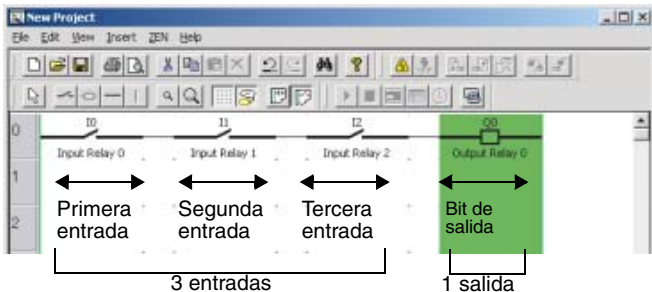 New Project
File Edit View Insert ZEN Help
0 I0 I1 I2 Q0
Input Relay 0 Input Relay 1 Input Relay 2 Output Relay 0
1
Primera entrada
Segunda entrada
Tercera entrada
Bit de salida
2
3 entradas
1 salida